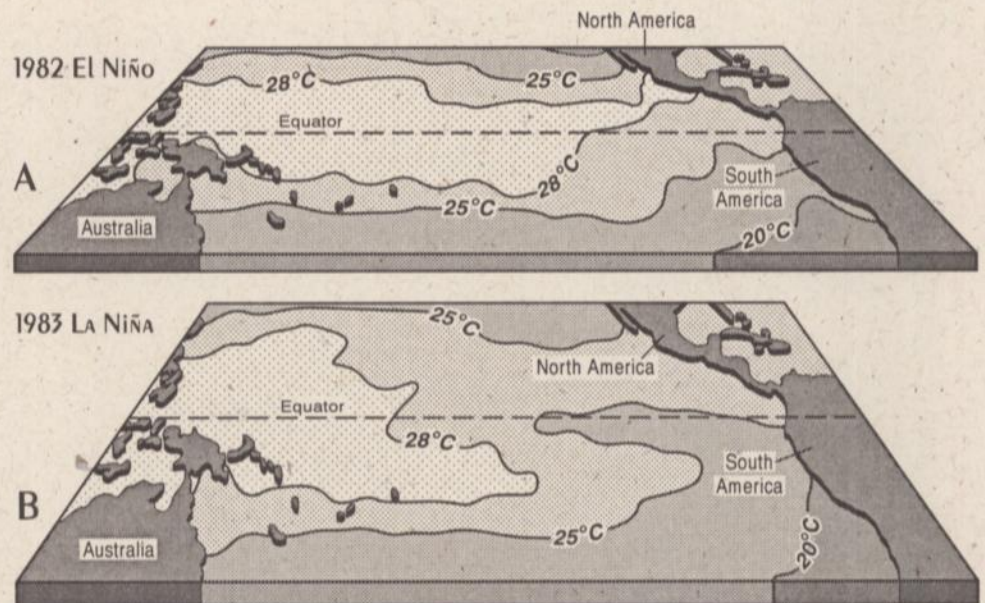 North America
1982 El Niño
28°C
25°C
Equator
A
28°C
South
America
25°C
Australia
20°C
1983 La Niña
25°C
North America
Equator
28°C
South
America
B
25°C
20°C
Australia